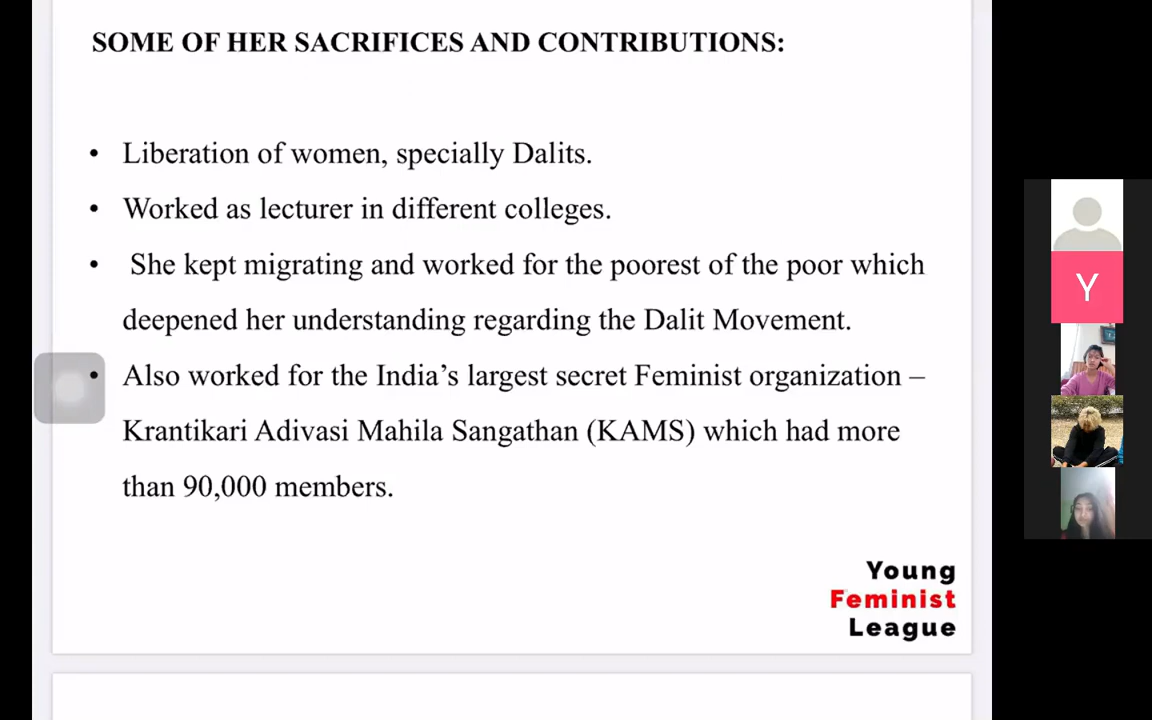 SOME OF HER SACRIFICES AND CONTRIBUTIONS:
• Liberation of women, specially Dalits.
• Worked as lecturer in different colleges.
• She kept migrating and worked for the poorest of the poor which
deepened her understanding regarding the Dalit Movement.
• Also worked for the India’s largest secret Feminist organization –
Krantikari Adivasi Mahila Sangathan (KAMS) which had more
than 90,000 members.
Young
Feminist
League
Y